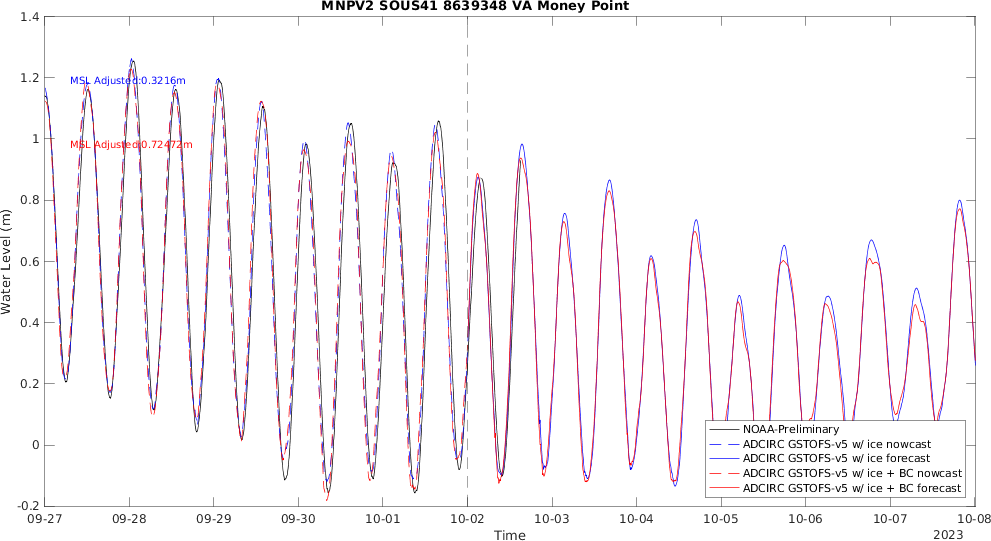 MNPV2 SOUS41 8639348 VA Money Point
1.4
1.2
1
0.8
0.6
0.4
0.2
0
-0.2
Water Level (m)
MSL Adjusted:0.3216m
MSL Adjusted:0.72472m
NOAA-Preliminary
ADCIRC GSTOFS-v5 w/ ice nowcast
ADCIRC GSTOFS-v5 w/ ice forecast
ADCIRC GSTOFS-v5 w/ ice + BC nowcast
ADCIRC GSTOFS-v5 w/ ice + BC forecast
09-27 09-28 09-29 09-30 10-01 10-02 10-03 10-04 10-05 10-06 10-07 10-08
Time
2023